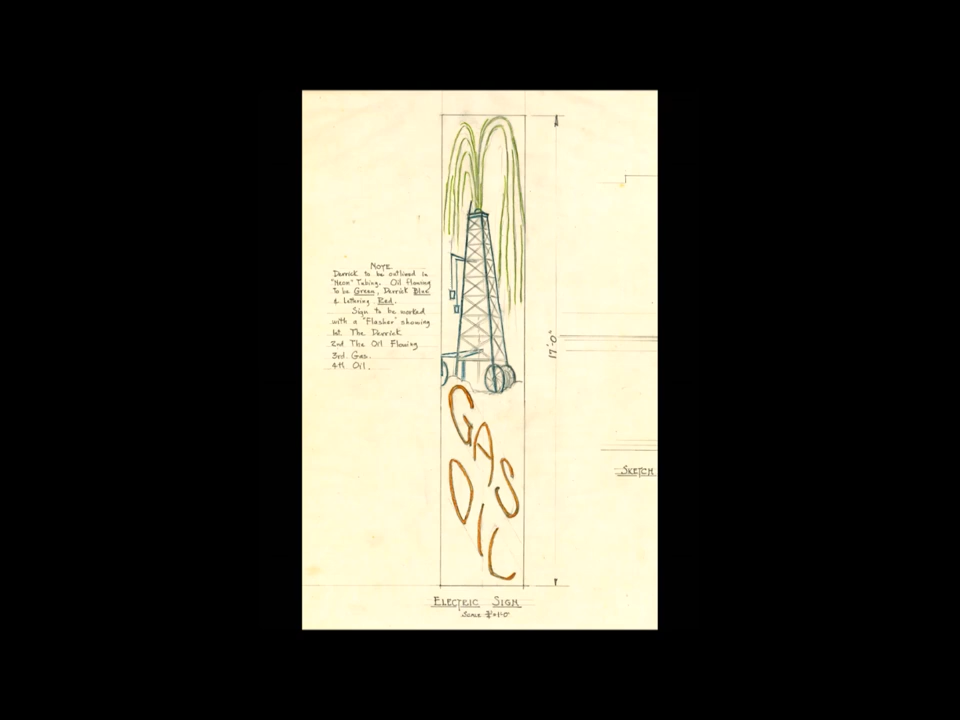 NOTE.
Derrick to be outlined in
"Neon" Tubing. Oil flowing
to be Green, Derrick Blue
& Lettering Red.
Sign to be worked
with a "Flasher" showing
1st. The Derrick
2nd The Oil Flowing
3rd. Gas.
4th Oil.
17'-0"
GAS
OIL
SKETCH
ELECTRIC SIGN